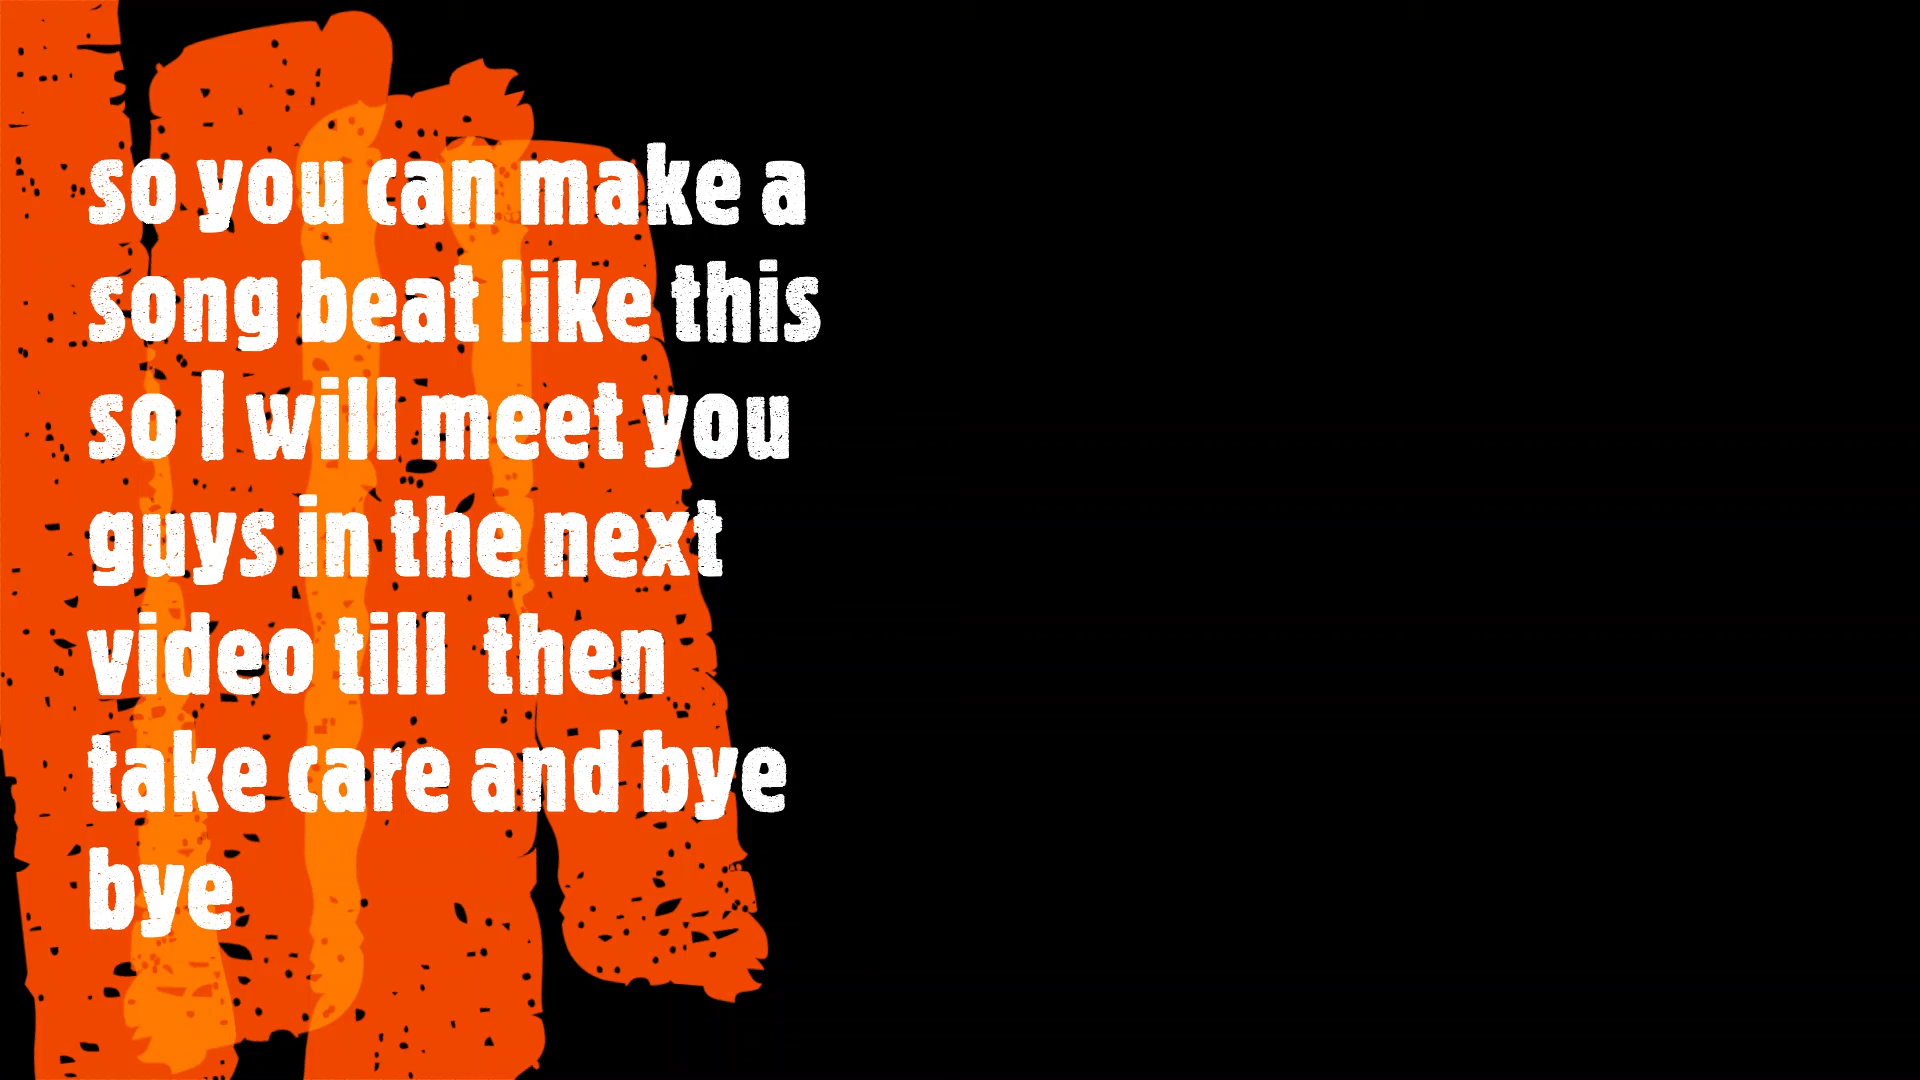 so you can make a
song beat like this
so I will meet you
guys in the next
video till  then
take care and bye
bye